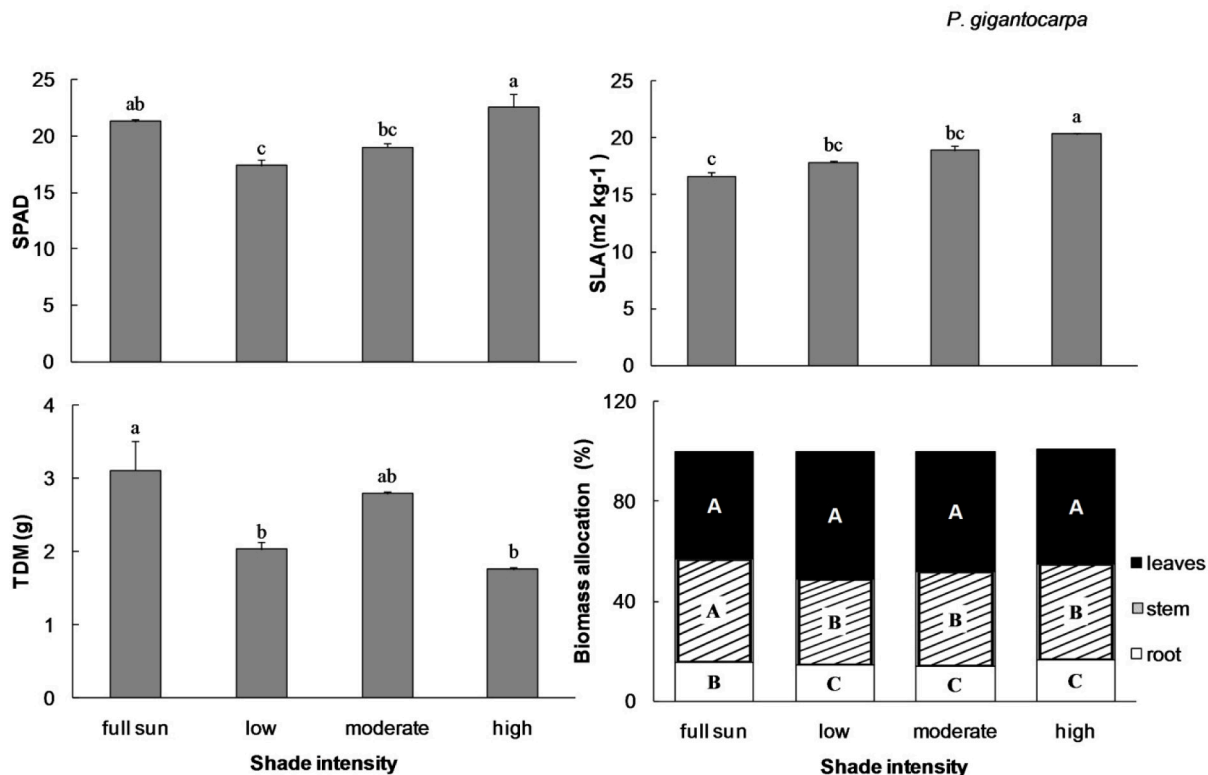 P. gigantocarpa
25
20
15
10
5
0
SPAD
ab
c
bc
a
25
20
15
10
5
0
SLA (m2 kg-1)
c
bc
bc
a
4
3
2
1
0
TDM (g)
a
b
ab
b
full sun low moderate high
Shade intensity
120
80
40
0
Biomass allocation (%)
A A A A
A B B B
B C C C
leaves
stem
root
full sun low moderate high
Shade intensity